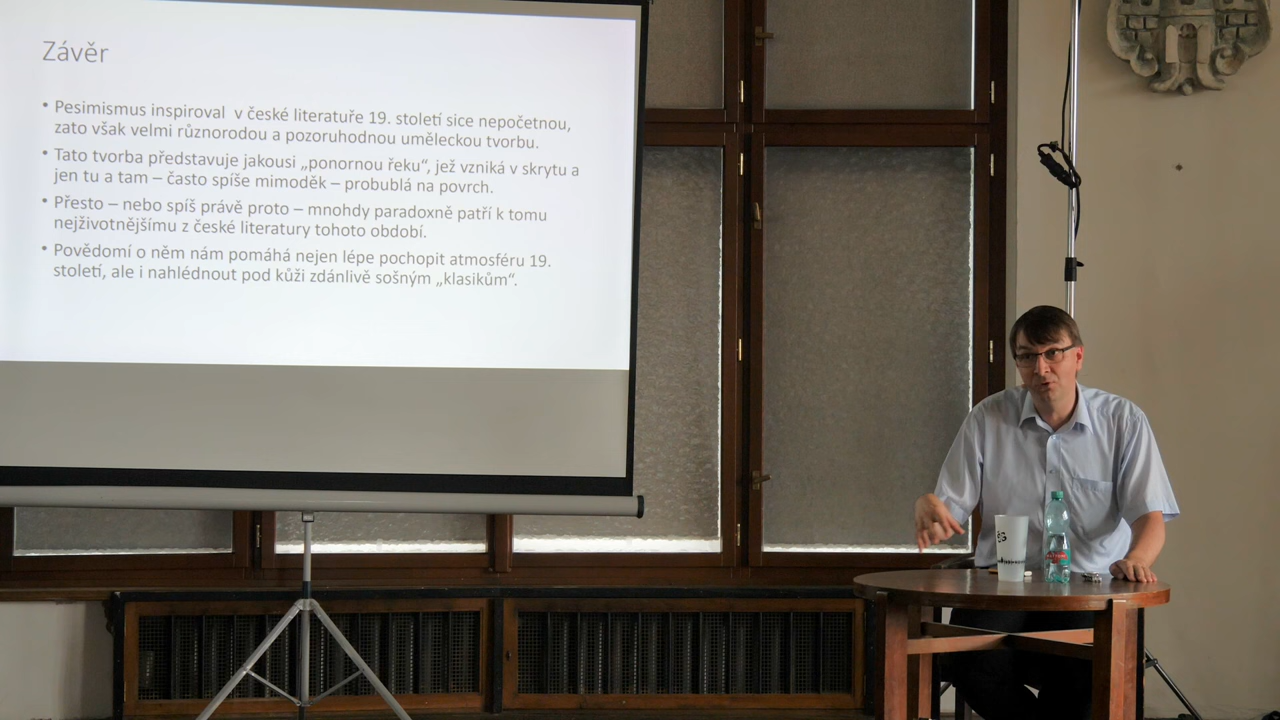 Závěr
• Pesimismus inspiroval v české literatuře 19. století sice nepočetnou,
zato však velmi různorodou a pozoruhodnou uměleckou tvorbu.
• Tato tvorba představuje jakousi „ponornou řeku“, jež vzniká v skrytu a
jen tu a tam – často spíše mimoděk – probublá na povrch.
• Přesto – nebo spíš právě proto – mnohdy paradoxně patří k tomu
nejživotnějšímu z české literatury tohoto období.
• Povědomí o něm nám pomáhá nejen lépe pochopit atmosféru 19.
století, ale i nahlédnout pod kůži zdánlivě sošným „klasikům“.